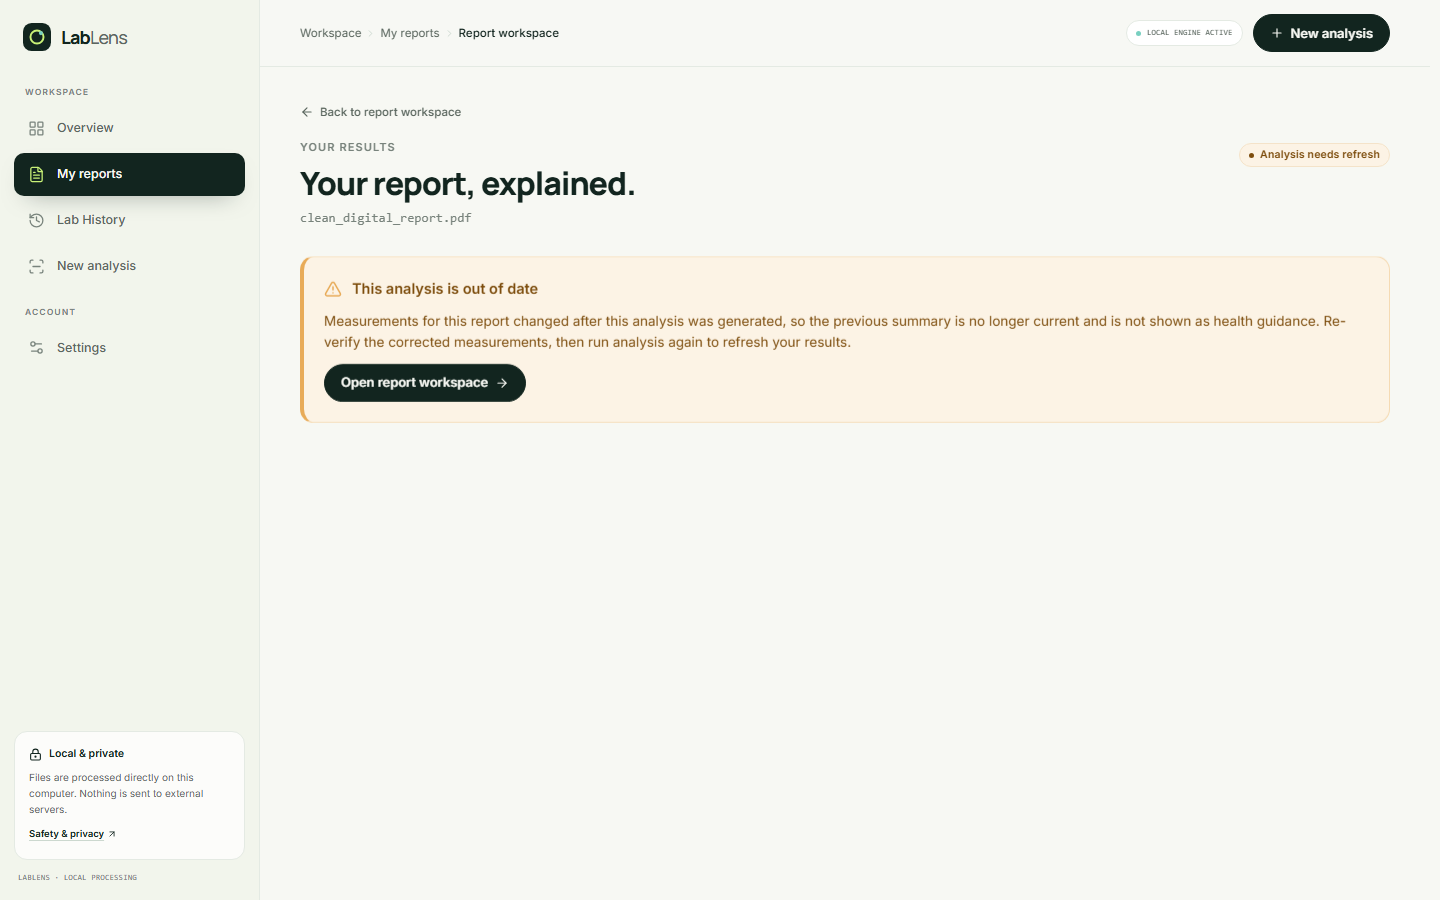 LabLens
WORKSPACE
Overview
My reports
Lab History
New analysis
ACCOUNT
Settings
Local & private
Files are processed directly on this
computer. Nothing is sent to external
servers.
Safety & privacy
LABLENS · LOCAL PROCESSING
Workspace › My reports › Report workspace
LOCAL ENGINE ACTIVE
New analysis
Back to report workspace
YOUR RESULTS
Analysis needs refresh
Your report, explained.
clean_digital_report.pdf
This analysis is out of date
Measurements for this report changed after this analysis was generated, so the previous summary is no longer current and is not shown as health guidance. Re-
verify the corrected measurements, then run analysis again to refresh your results.
Open report workspace